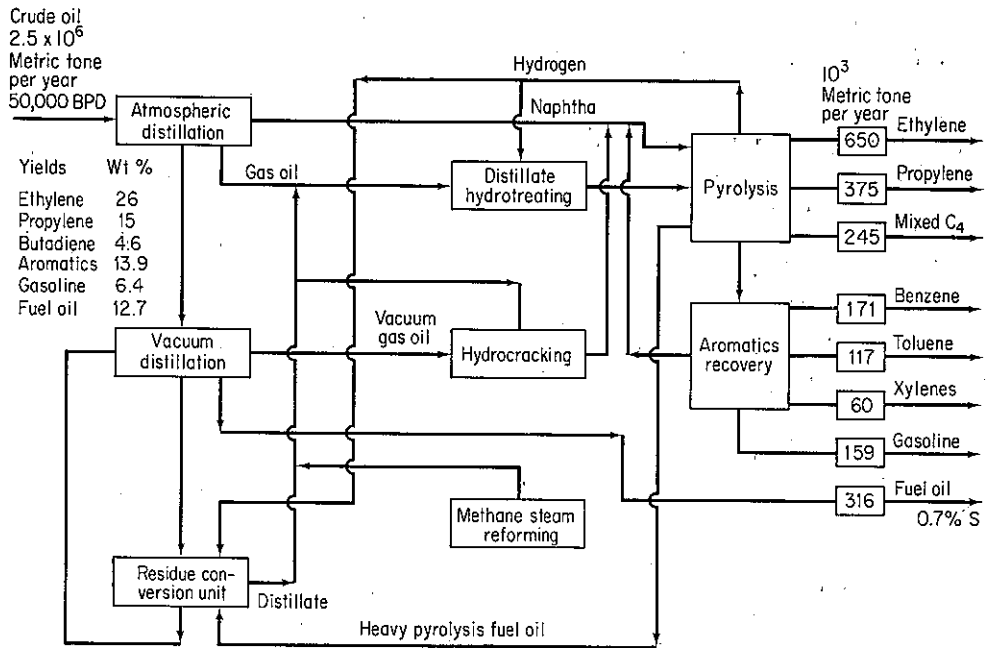 Crude oil
2.5 x 10⁶
Metric tone
per year
50,000 BPD
Atmospheric
distillation
Hydrogen
Naphtha
10³
Metric tone
per year
Yields Wt %
Ethylene 26
Propylene 15
Butadiene 4.6
Aromatics 13.9
Gasoline 6.4
Fuel oil 12.7
Gas oil
Distillate
hydrotreating
Pyrolysis
650 Ethylene
375 Propylene
245 Mixed C₄
Vacuum
distillation
Vacuum
gas oil
Hydrocracking
Aromatics
recovery
171 Benzene
117 Toluene
60 Xylenes
159 Gasoline
316 Fuel oil
0.7% S
Methane steam
reforming
Residue con-
version unit
Distillate
Heavy pyrolysis fuel oil